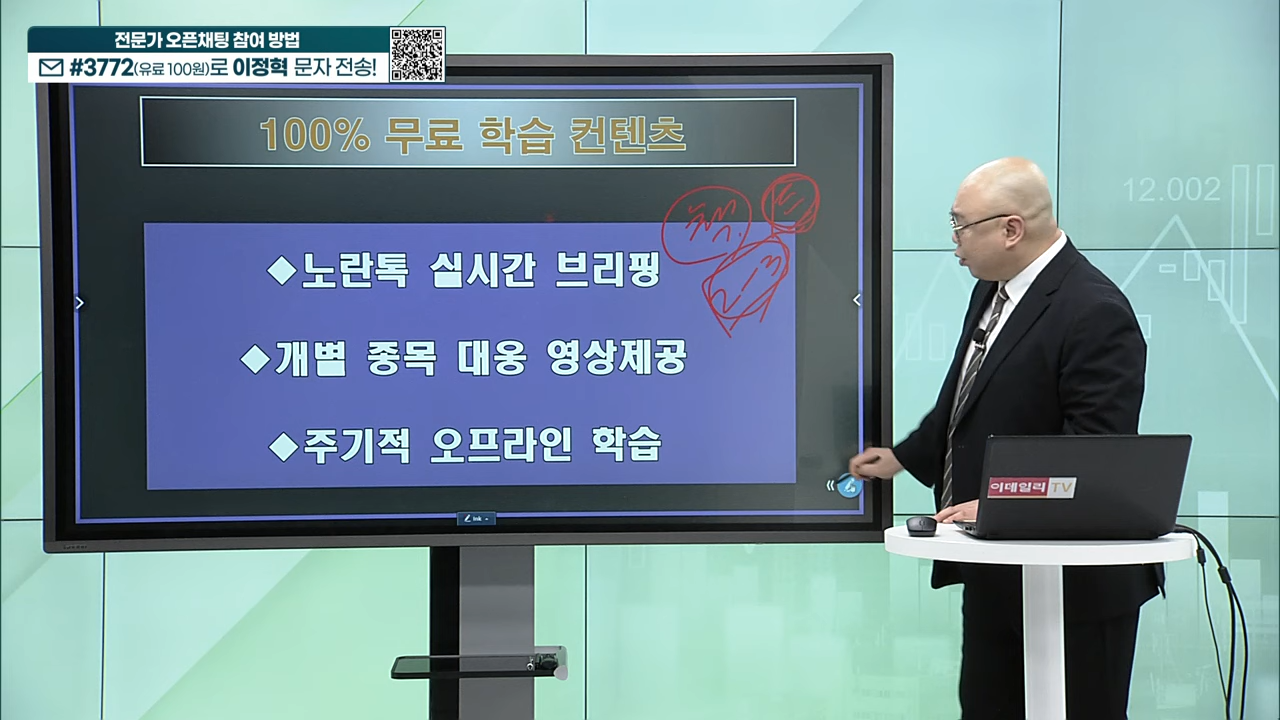 전문가 오픈채팅 참여 방법
#3772(유료 100원)로 이정혁 문자 전송!
100% 무료 학습 컨텐츠
◆노란톡 실시간 브리핑
◆개별 종목 대응 영상제공
◆주기적 오프라인 학습
12.002
Ink
이데일리TV